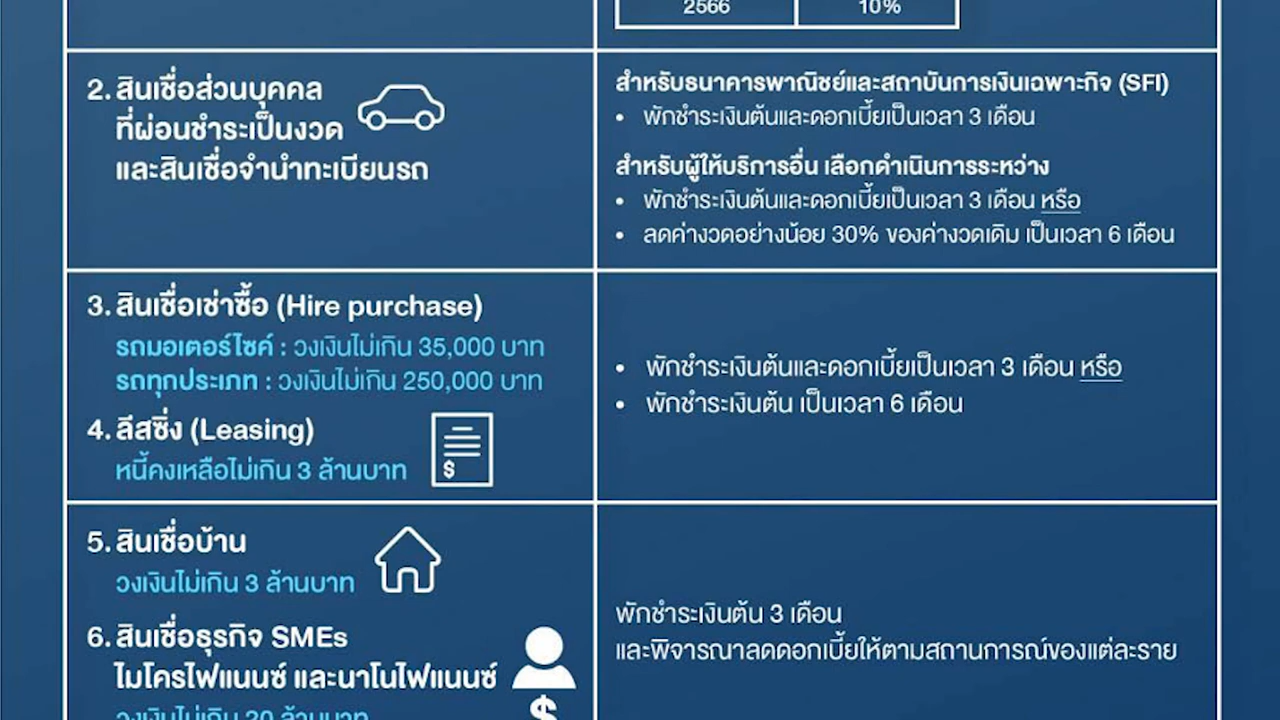 2566 10%
2. สินเชื่อส่วนบุคคล
ที่ผ่อนชำระเป็นงวด
และสินเชื่อจำนำทะเบียนรถ
สำหรับธนาคารพาณิชย์และสถาบันการเงินเฉพาะกิจ (SFI)
• พักชำระเงินต้นและดอกเบี้ยเป็นเวลา 3 เดือน
สำหรับผู้ให้บริการอื่น เลือกดำเนินการระหว่าง
• พักชำระเงินต้นและดอกเบี้ยเป็นเวลา 3 เดือน หรือ
• ลดค่างวดอย่างน้อย 30% ของค่างวดเดิม เป็นเวลา 6 เดือน
3. สินเชื่อเช่าซื้อ (Hire purchase)
รถมอเตอร์ไซค์ : วงเงินไม่เกิน 35,000 บาท
รถทุกประเภท : วงเงินไม่เกิน 250,000 บาท
4. ลีสซิ่ง (Leasing)
หนี้คงเหลือไม่เกิน 3 ล้านบาท
$
• พักชำระเงินต้นและดอกเบี้ยเป็นเวลา 3 เดือน หรือ
• พักชำระเงินต้น เป็นเวลา 6 เดือน
5. สินเชื่อบ้าน
วงเงินไม่เกิน 3 ล้านบาท
6. สินเชื่อธุรกิจ SMEs
ไมโครไฟแนนซ์ และนาโนไฟแนนซ์
วงเงินไม่เกิน 20 ล้านบาท
$
พักชำระเงินต้น 3 เดือน
และพิจารณาลดดอกเบี้ยให้ตามสถานการณ์ของแต่ละราย